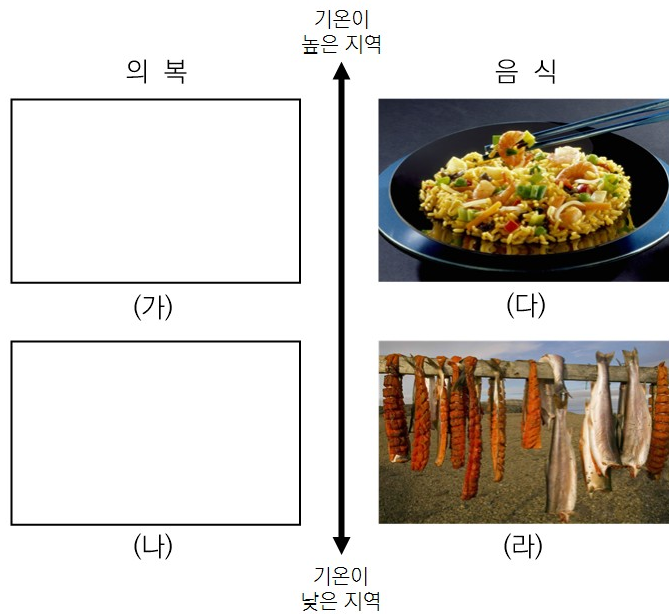 기온이
높은 지역
의 복
음 식
(가)
(다)
(나)
(라)
기온이
낮은 지역